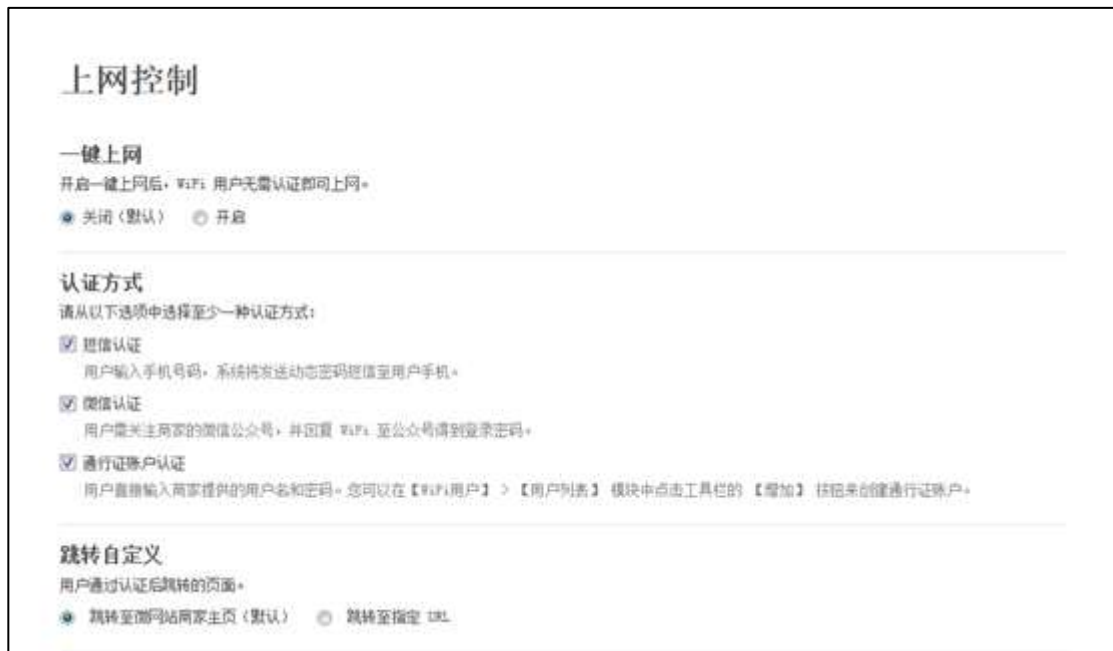 上网控制
一键上网
开启一键上网后，WiFi 用户无需认证即可上网。
关闭（默认） 开启
认证方式
请从以下选项中选择至少一种认证方式：
短信认证
用户输入手机号码，系统将发送动态密码短信至用户手机。
微信认证
用户需关注商家的微信公众号，并回复 WiFi 至公众号得到登录密码。
通行证账户认证
用户直接输入商家提供的用户名和密码。您可以在【WiFi用户】 > 【用户列表】 模块中点击工具栏的 【增加】 按钮来创建通行证账户。
跳转自定义
用户通过认证后跳转的页面。
跳转至微网站商家主页（默认） 跳转至指定 URL